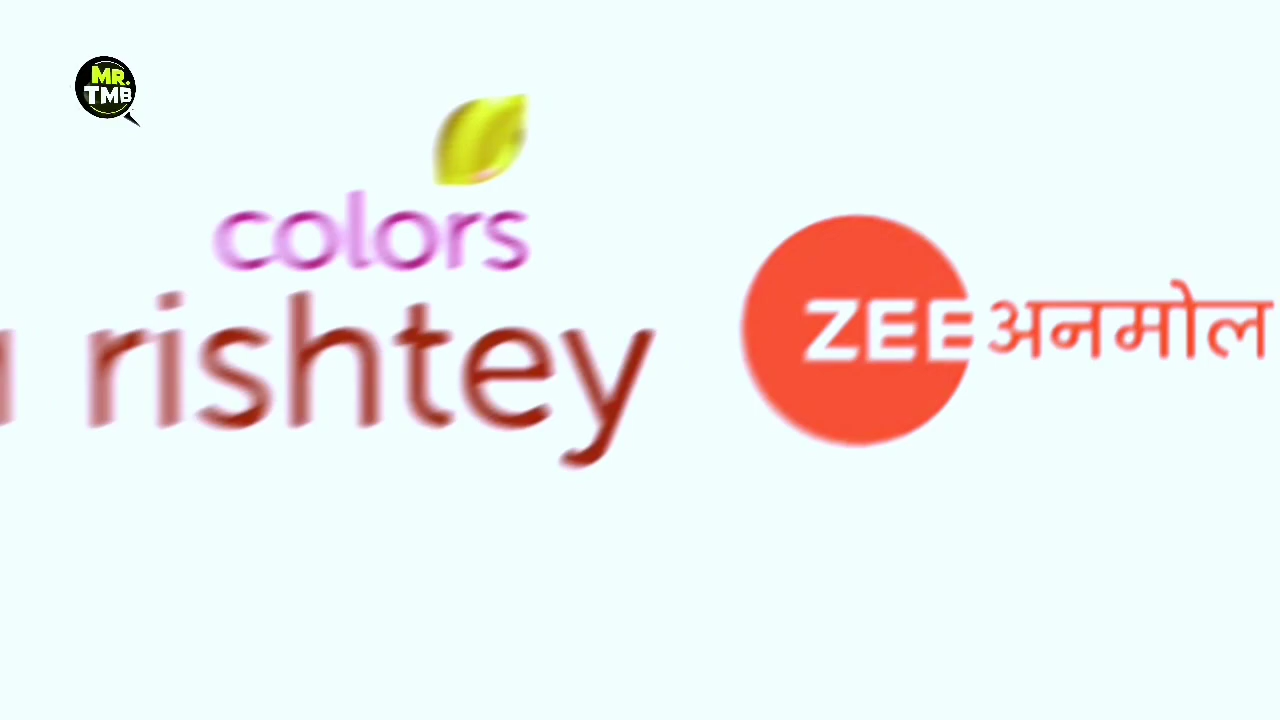 MR.
TMB
colors
rishtey
ZEE अनमोल